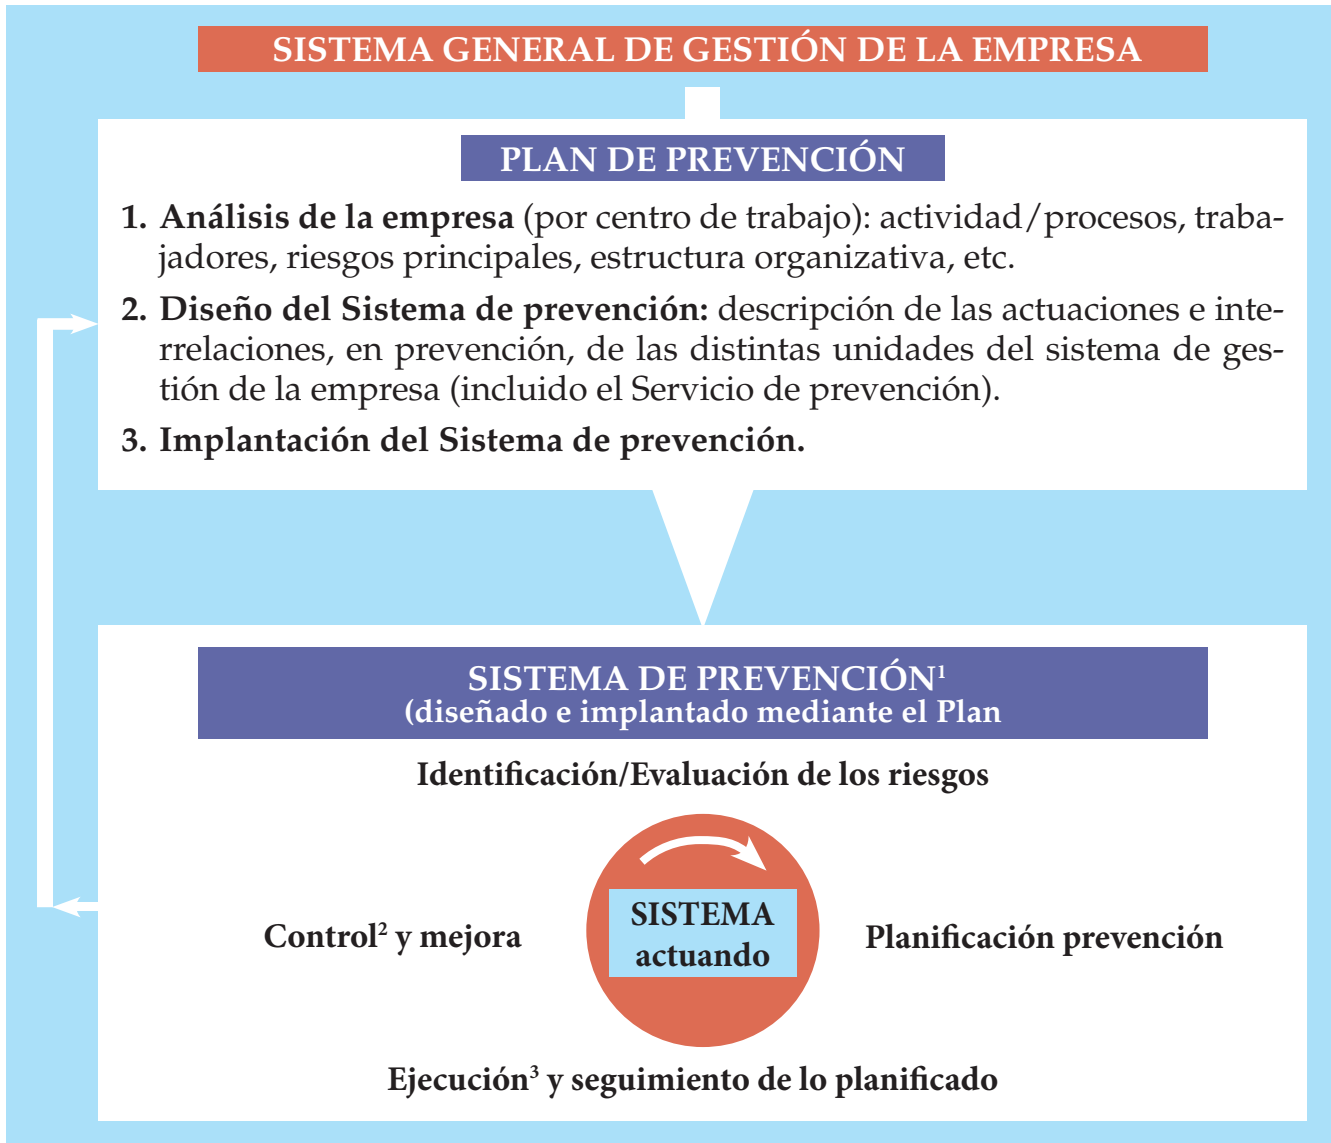 SISTEMA GENERAL DE GESTIÓN DE LA EMPRESA
PLAN DE PREVENCIÓN
1. Análisis de la empresa (por centro de trabajo): actividad/procesos, traba-
jadores, riesgos principales, estructura organizativa, etc.
2. Diseño del Sistema de prevención: descripción de las actuaciones e inte-
rrelaciones, en prevención, de las distintas unidades del sistema de ges-
tión de la empresa (incluido el Servicio de prevención).
3. Implantación del Sistema de prevención.
SISTEMA DE PREVENCIÓN¹
(diseñado e implantado mediante el Plan
Identificación/Evaluación de los riesgos
SISTEMA
actuando
Control² y mejora
Planificación prevención
Ejecución³ y seguimiento de lo planificado